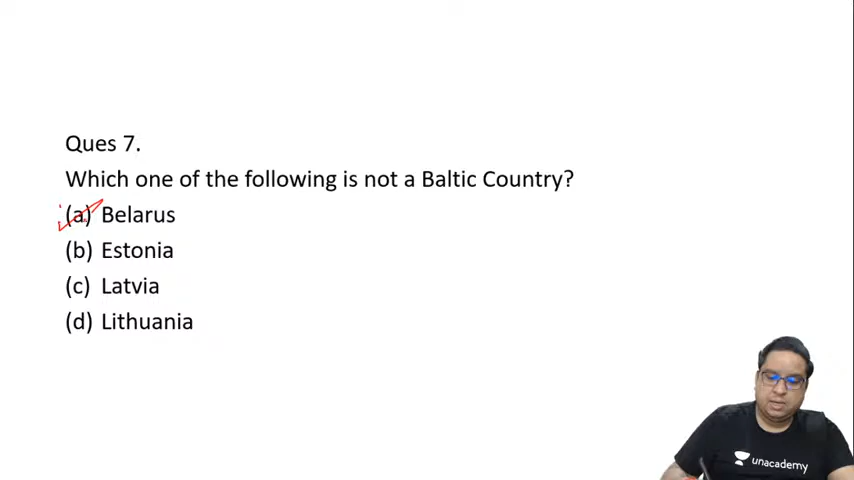 Ques 7.
Which one of the following is not a Baltic Country?
(a) Belarus
(b) Estonia
(c) Latvia
(d) Lithuania
unacademy